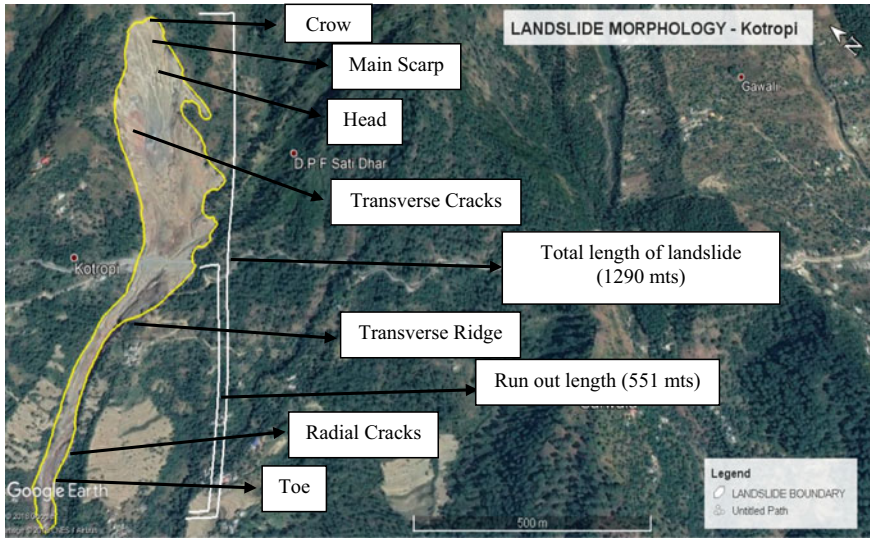 Crow
LANDSLIDE MORPHOLOGY - Kotropi
N
Main Scarp
Gawali
Head
D.P.F Sati Dhar
Transverse Cracks
Total length of landslide
(1290 mts)
Kotropi
Transverse Ridge
Run out length (551 mts)
Radial Cracks
Toe
Google Earth
500 m
Legend
LANDSLIDE BOUNDARY
Untitled Path